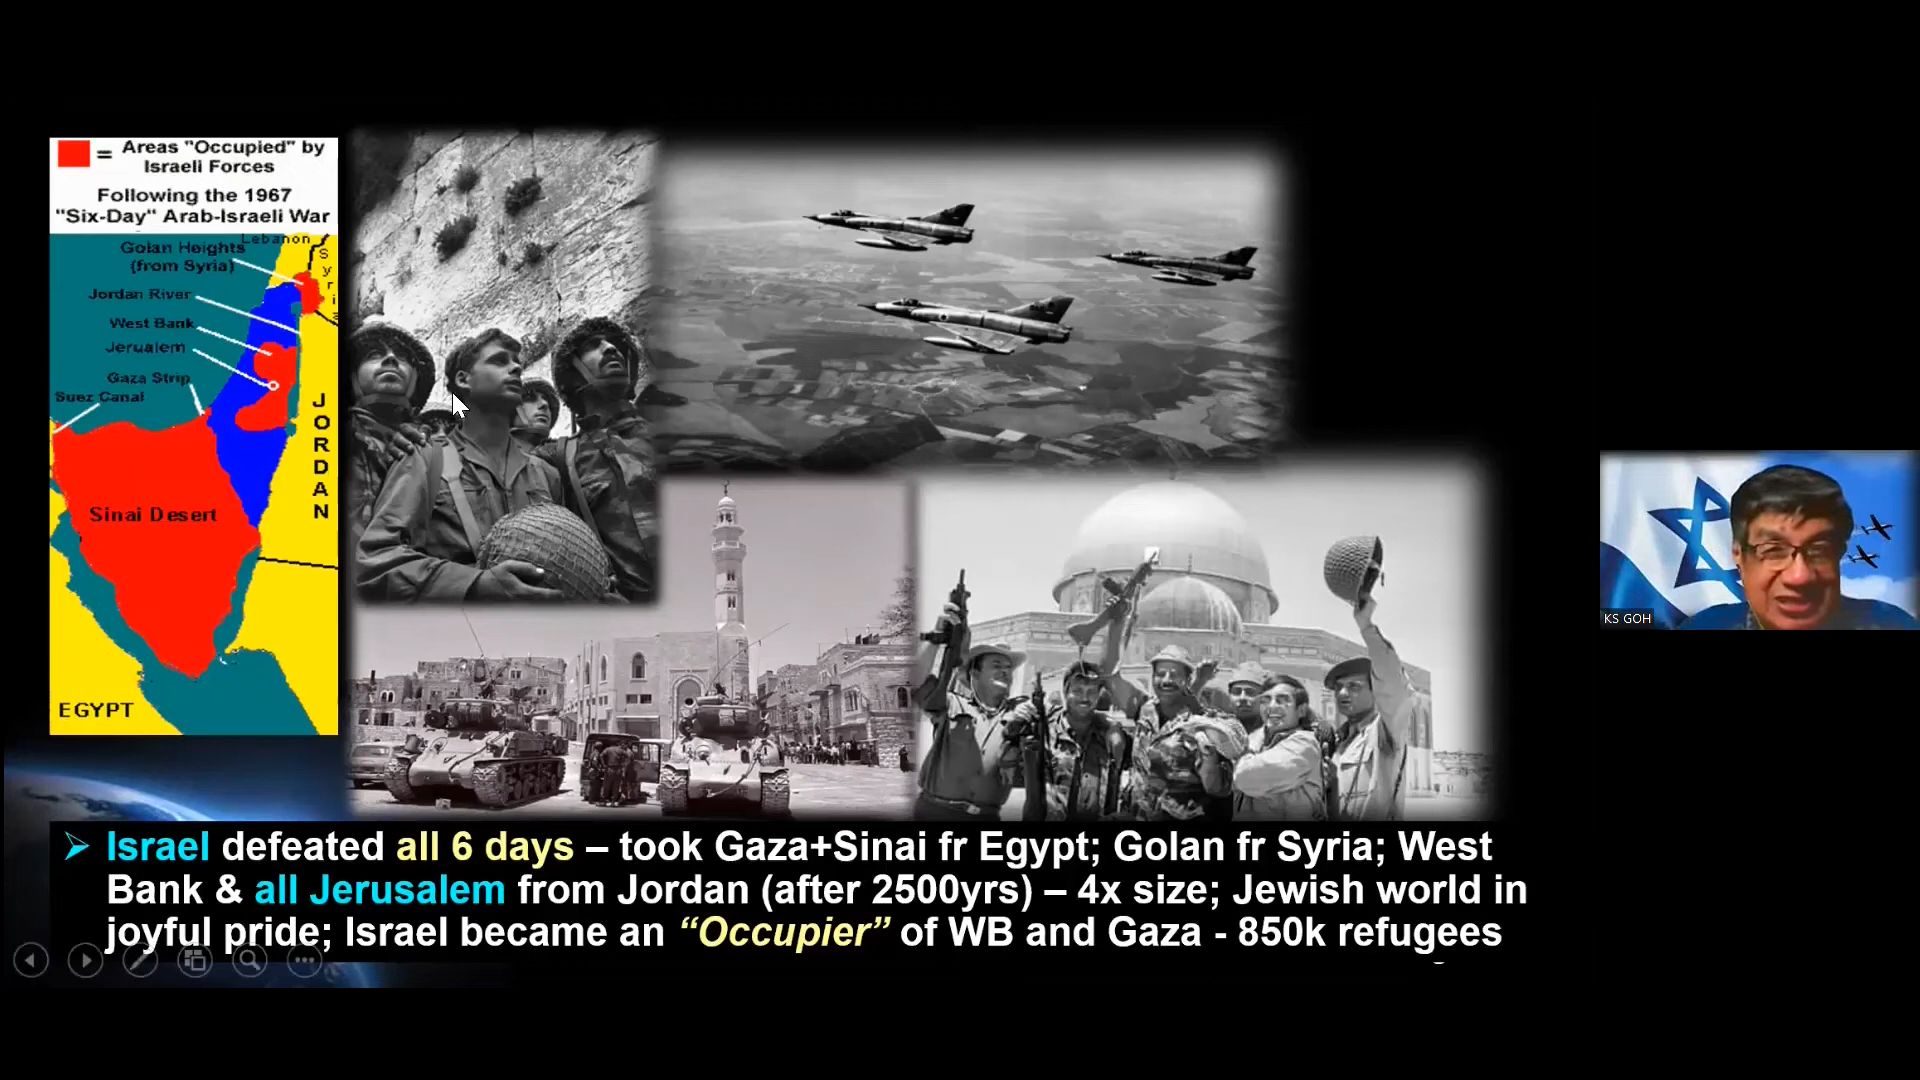 = Areas "Occupied" by
Israeli Forces
Following the 1967
"Six-Day" Arab-Israeli War
Lebanon
Golan Heights
(from Syria)
Syria
Jordan River
West Bank
Jerualem
Gaza Strip
Suez Canal
JORDAN
Sinai Desert
EGYPT
KS GOH
➢ Israel defeated all 6 days – took Gaza+Sinai fr Egypt; Golan fr Syria; West
Bank & all Jerusalem from Jordan (after 2500yrs) – 4x size; Jewish world in
joyful pride; Israel became an “Occupier” of WB and Gaza - 850k refugees